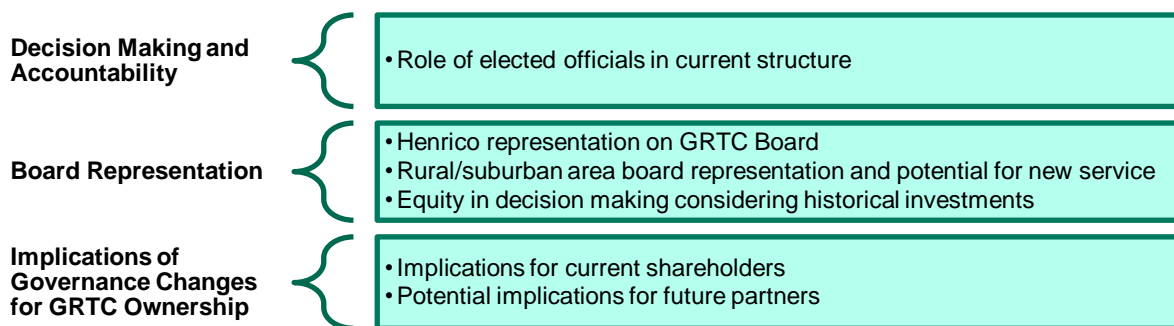 Decision Making and
Accountability
• Role of elected officials in current structure
Board Representation
• Henrico representation on GRTC Board
• Rural/suburban area board representation and potential for new service
• Equity in decision making considering historical investments
Implications of
Governance Changes
for GRTC Ownership
• Implications for current shareholders
• Potential implications for future partners